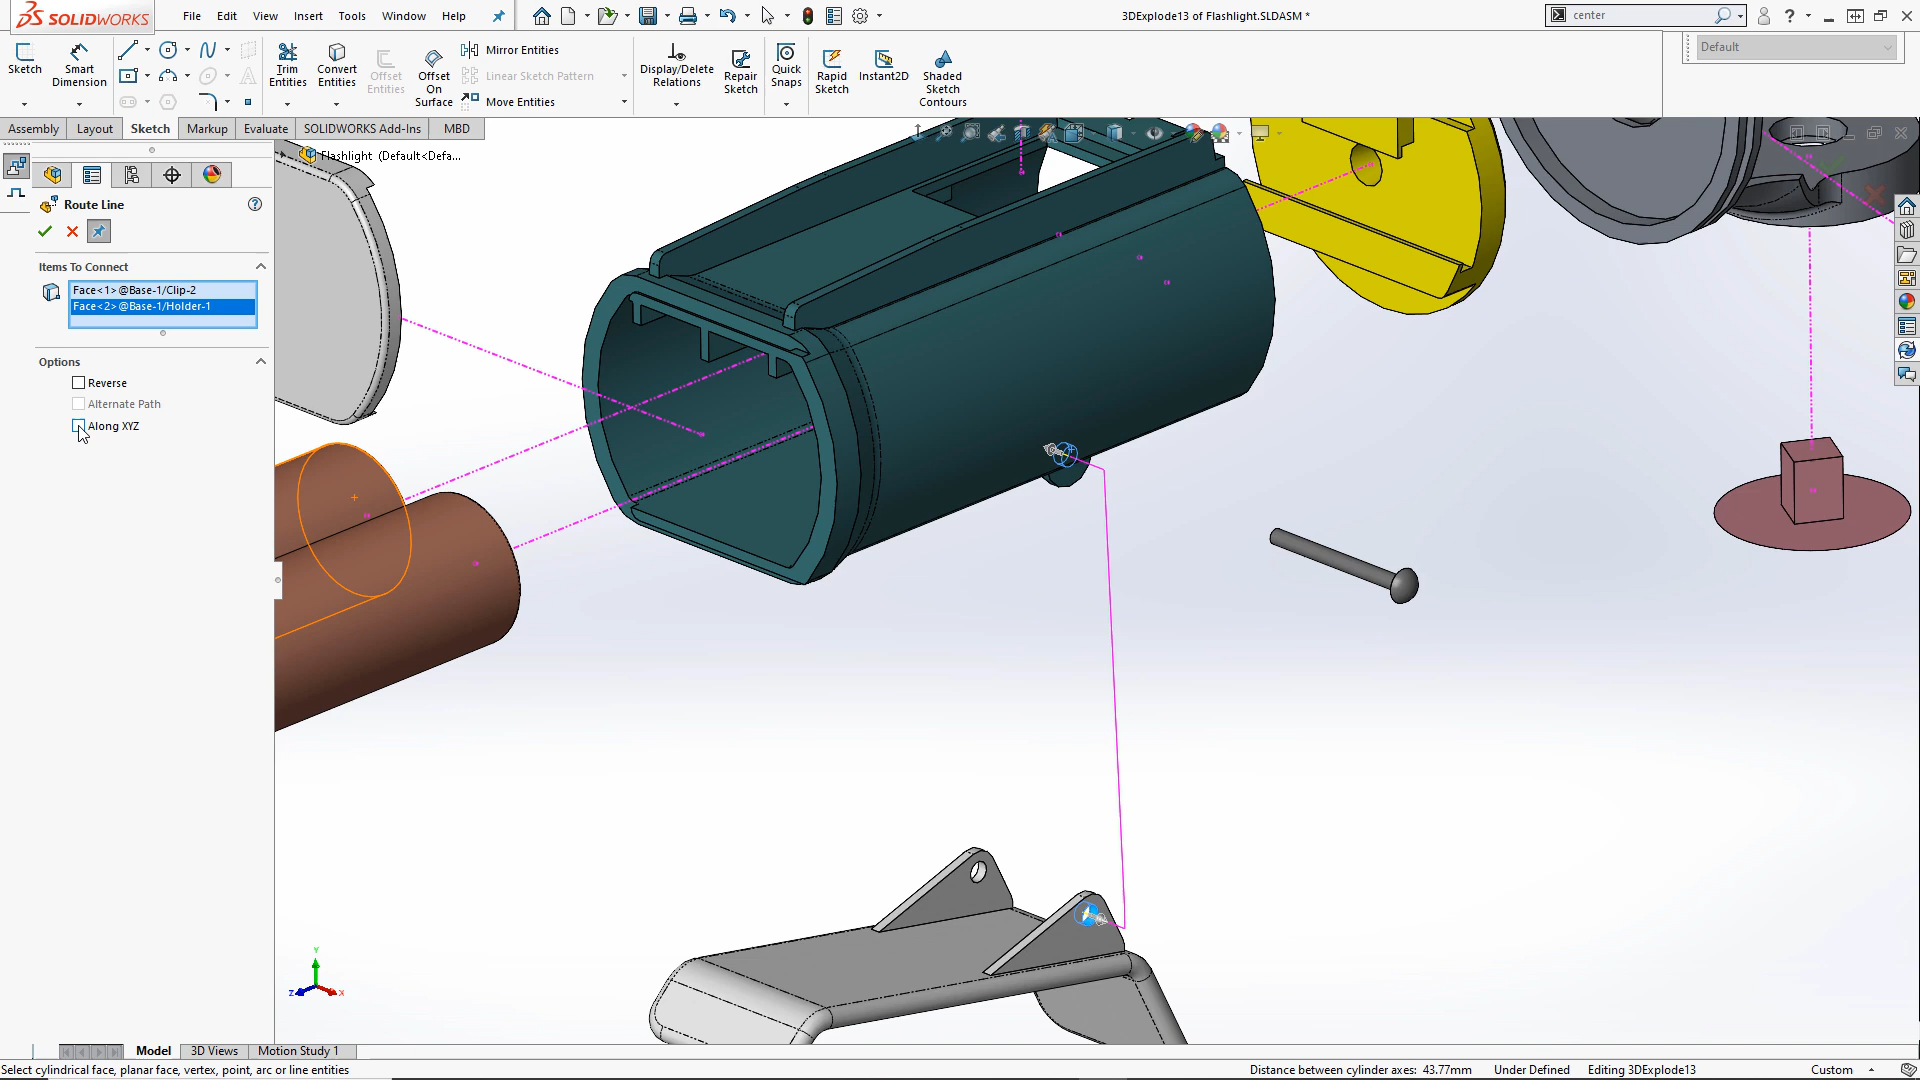 SOLIDWORKS
File Edit View Insert Tools Window Help
3DExplode13 of Flashlight.SLDASM *
center
Default
Sketch
Smart Dimension
Trim Entities
Convert Entities
Offset Entities
Offset On Surface
Mirror Entities
Linear Sketch Pattern
Move Entities
Display/Delete Relations
Repair Sketch
Quick Snaps
Rapid Sketch
Instant2D
Shaded Sketch Contours
Assembly Layout Sketch Markup Evaluate SOLIDWORKS Add-Ins MBD
Flashlight (Default<Defa...
Route Line
Items To Connect
Face<1>@Base-1/Clip-2
Face<2>@Base-1/Holder-1
Options
Reverse
Alternate Path
Along XYZ
Y
Z
X
Model 3D Views Motion Study 1
Select cylindrical face, planar face, vertex, point, arc or line entities
Distance between cylinder axes: 43.77mm Under Defined Editing 3DExplode13 Custom